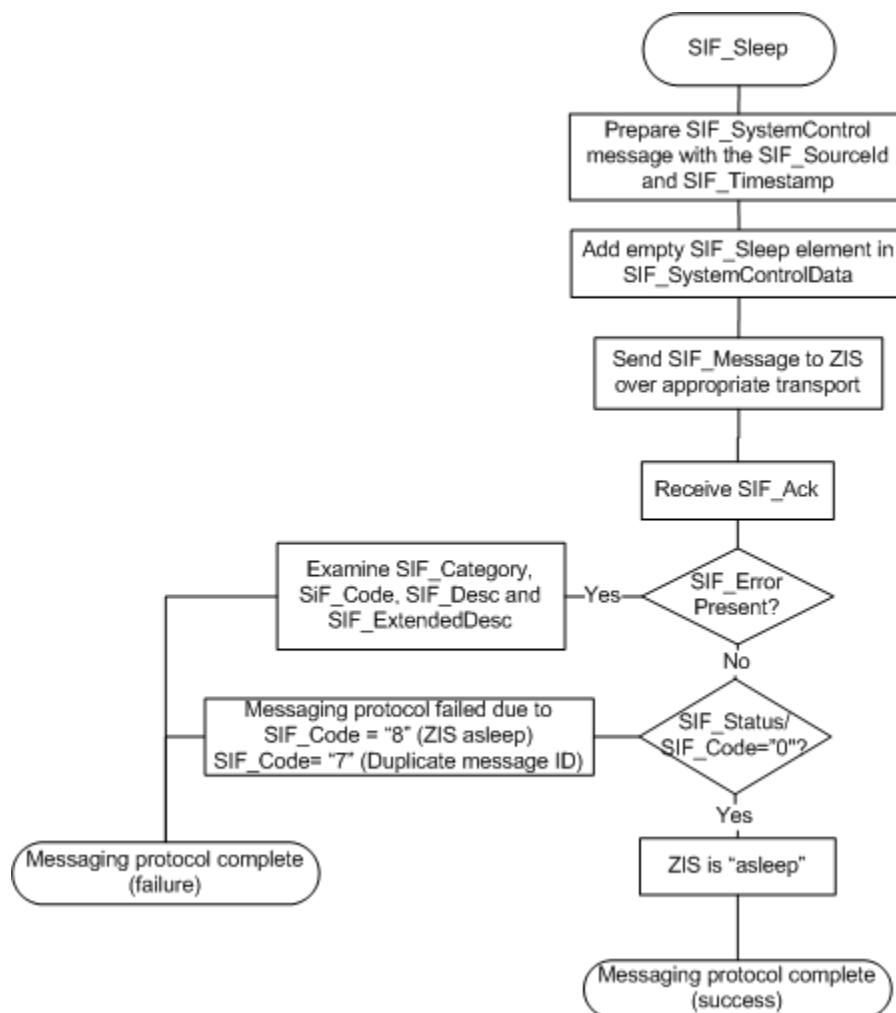 SIF_Sleep
Prepare SIF_SystemControl
message with the SIF_SourceId
and SIF_Timestamp
Add empty SIF_Sleep element in
SIF_SystemControlData
Send SIF_Message to ZIS
over appropriate transport
Receive SIF_Ack
SIF_Error
Present?
Yes
Examine SIF_Category,
SiF_Code, SIF_Desc and
SIF_ExtendedDesc
No
SIF_Status/
SIF_Code="0"?
Messaging protocol failed due to
SIF_Code = “8” (ZIS asleep)
SIF_Code= “7” (Duplicate message ID)
Yes
Messaging protocol complete
(failure)
ZIS is “asleep”
Messaging protocol complete
(success)